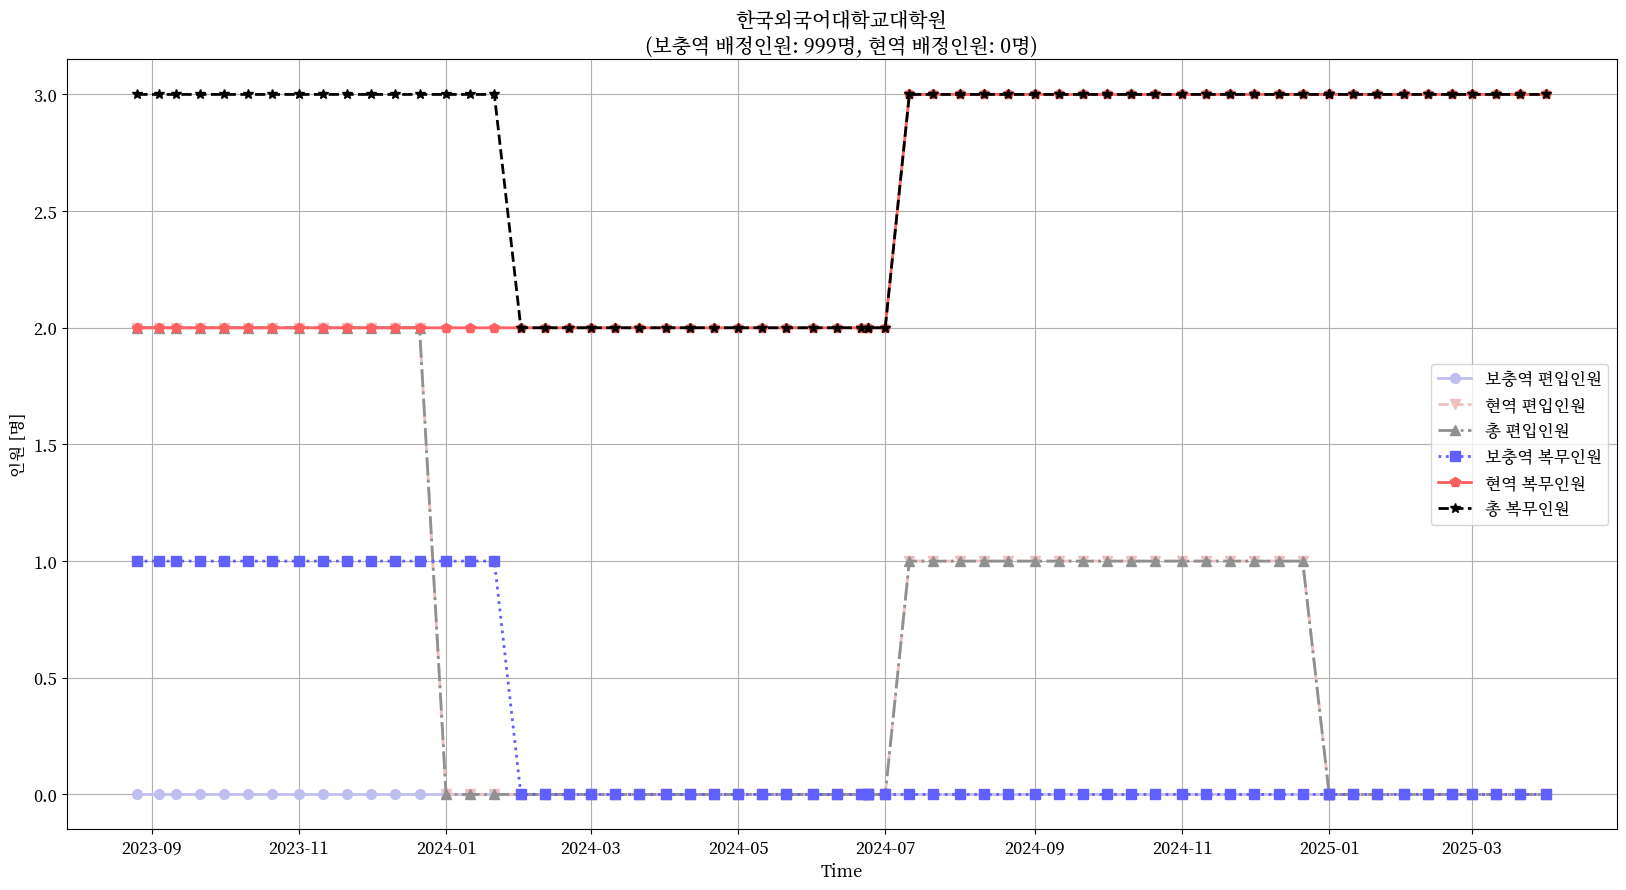 한국외국어대학교대학원
(보충역 배정인원: 999명, 현역 배정인원: 0명)
인원 [명]
3.0
2.5
2.0
1.5
1.0
0.5
0.0
보충역 편입인원
현역 편입인원
총 편입인원
보충역 복무인원
현역 복무인원
총 복무인원
2023-09 2023-11 2024-01 2024-03 2024-05 2024-07 2024-09 2024-11 2025-01 2025-03
Time